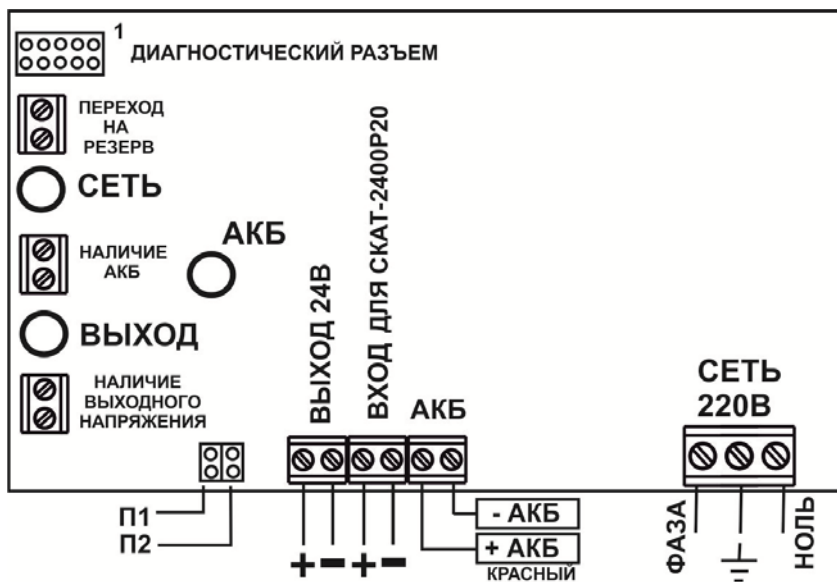 1
ДИАГНОСТИЧЕСКИЙ РАЗЪЕМ
ПЕРЕХОД
НА
РЕЗЕРВ
СЕТЬ
НАЛИЧИЕ
АКБ
АКБ
ВЫХОД
НАЛИЧИЕ
ВЫХОДНОГО
НАПРЯЖЕНИЯ
ВЫХОД 24В
ВХОД ДЛЯ СКАТ-2400Р20
АКБ
СЕТЬ
220В
П1
П2
+ − + −
- АКБ
+ АКБ
КРАСНЫЙ
ФАЗА
НОЛЬ